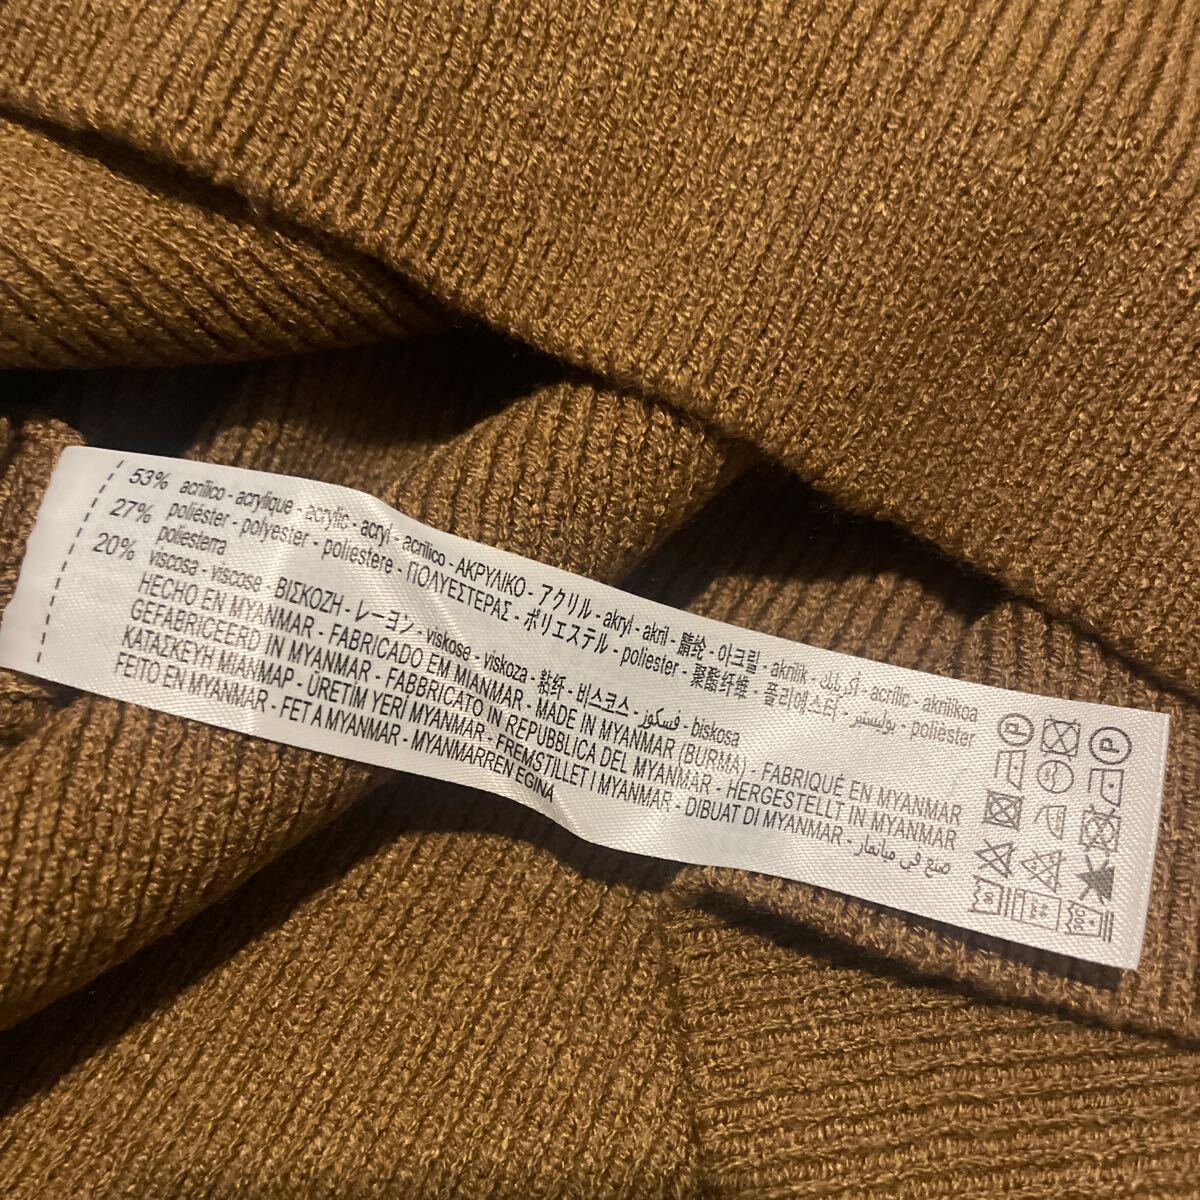 53% acrílico - acrylique - acrylic - acryl - acrilico - ΑΚΡΥΛΙΚΟ - アクリル - akryl - akril - 腈纶 - 아크릴 - akrilik - أكريليك - acrilic - akrilikoa
27% poliéster - polyester - poliestere - ΠΟΛΥΕΣΤΕΡΑΣ - ポリエステル - poliester - 聚酯纤维 - 폴리에스터 - بوليستر - polièster
poliesterra
20% viscosa - viscose - ΒΙΣΚΟΖΗ - レーヨン - viskose - viskoza - 粘纤 - 비스코스 - فسكوز - biskosa
HECHO EN MYANMAR - FABRICADO EM MIANMAR - MADE IN MYANMAR (BURMA) - FABRIQUÉ EN MYANMAR
GEFABRICEERD IN MYANMAR - FABBRICATO IN REPUBBLICA DEL MYANMAR - HERGESTELLT IN MYANMAR
ΚΑΤΑΣΚΕΥΗ ΜΙΑΝΜΑΡ - ÜRETİM YERİ MYANMAR - FREMSTILLET I MYANMAR - DIBUAT DI MYANMAR - صنع في ميانمار
FEITO EN MYANMAR - FET A MYANMAR - MYANMARREN EGINA
P P